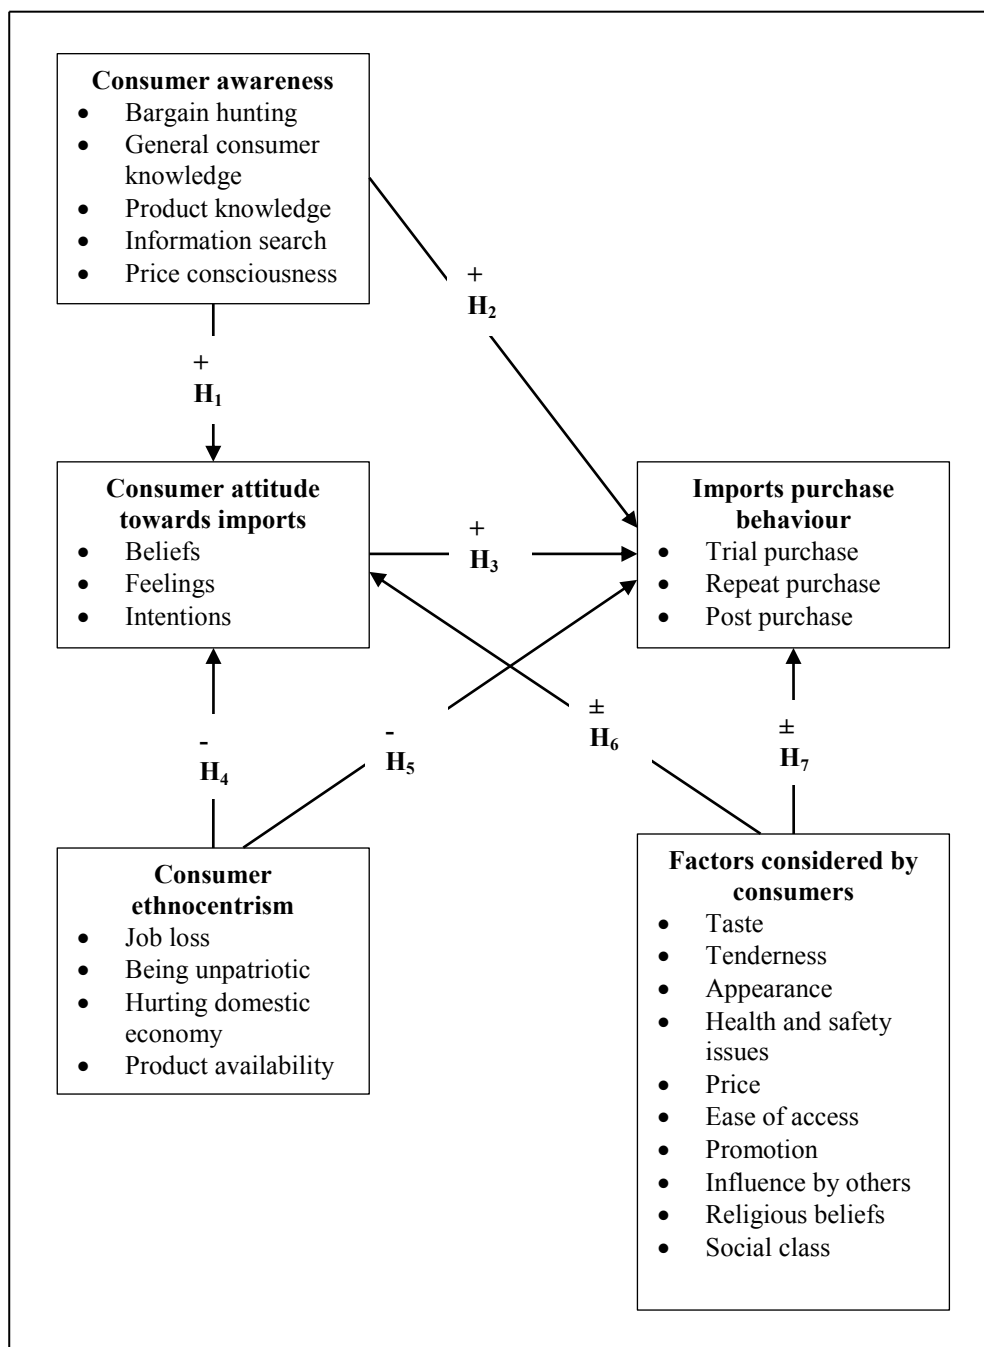 Consumer awareness
• Bargain hunting
• General consumer
knowledge
• Product knowledge
• Information search
• Price consciousness
+
H₂
+
H₁
Consumer attitude
towards imports
• Beliefs
• Feelings
• Intentions
+
H₃
Imports purchase
behaviour
• Trial purchase
• Repeat purchase
• Post purchase
-
H₄
-
H₅
±
H₆
±
H₇
Consumer
ethnocentrism
• Job loss
• Being unpatriotic
• Hurting domestic
economy
• Product availability
Factors considered by
consumers
• Taste
• Tenderness
• Appearance
• Health and safety
issues
• Price
• Ease of access
• Promotion
• Influence by others
• Religious beliefs
• Social class